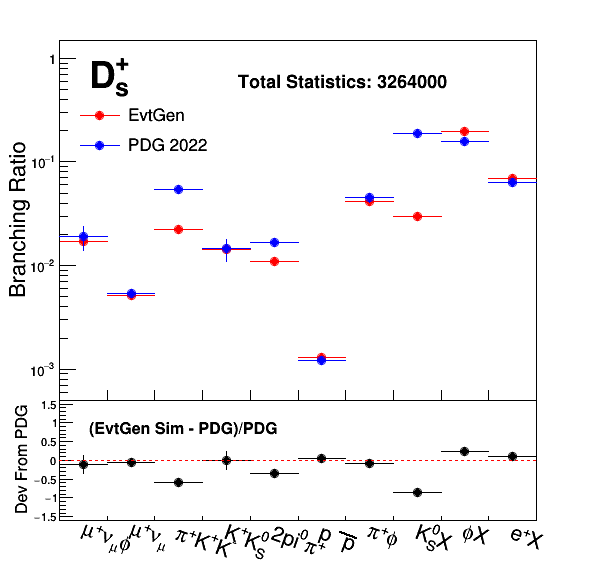 D_s^+
Total Statistics: 3264000
EvtGen
PDG 2022
Branching Ratio
1
10^{-1}
10^{-2}
10^{-3}
(EvtGen Sim - PDG)/PDG
Dev From PDG
1.5
1
0.5
0
−0.5
−1
−1.5
μ^+ν_μϕ
μ^+ν_μ
π^+K^+K^-
K^+K_S^0
2pi^0π^+
p p̅
π^+ϕ
K_S^0X
ϕX
e^+X